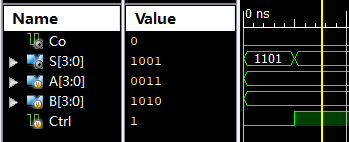 Name Value 0 ns
Co 0
S[3:0] 1001 1101
A[3:0] 0011
B[3:0] 1010
Ctrl 1